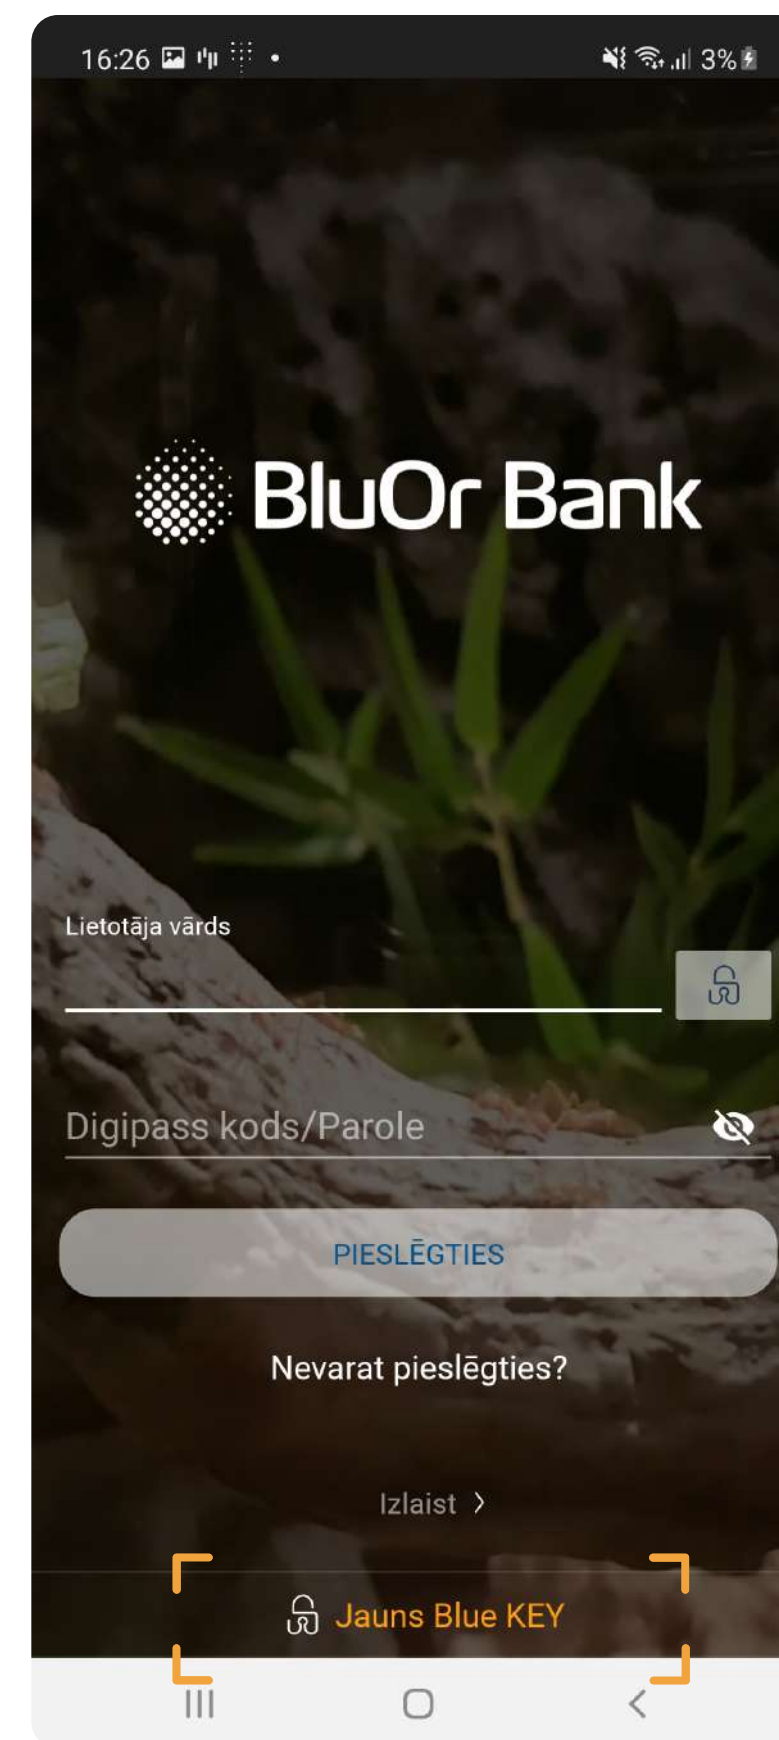 16:26
3%
BluOr Bank
Lietotāja vārds
Digipass kods/Parole
PIESLĒGTIES
Nevarat pieslēgties?
Izlaist
Jauns Blue KEY